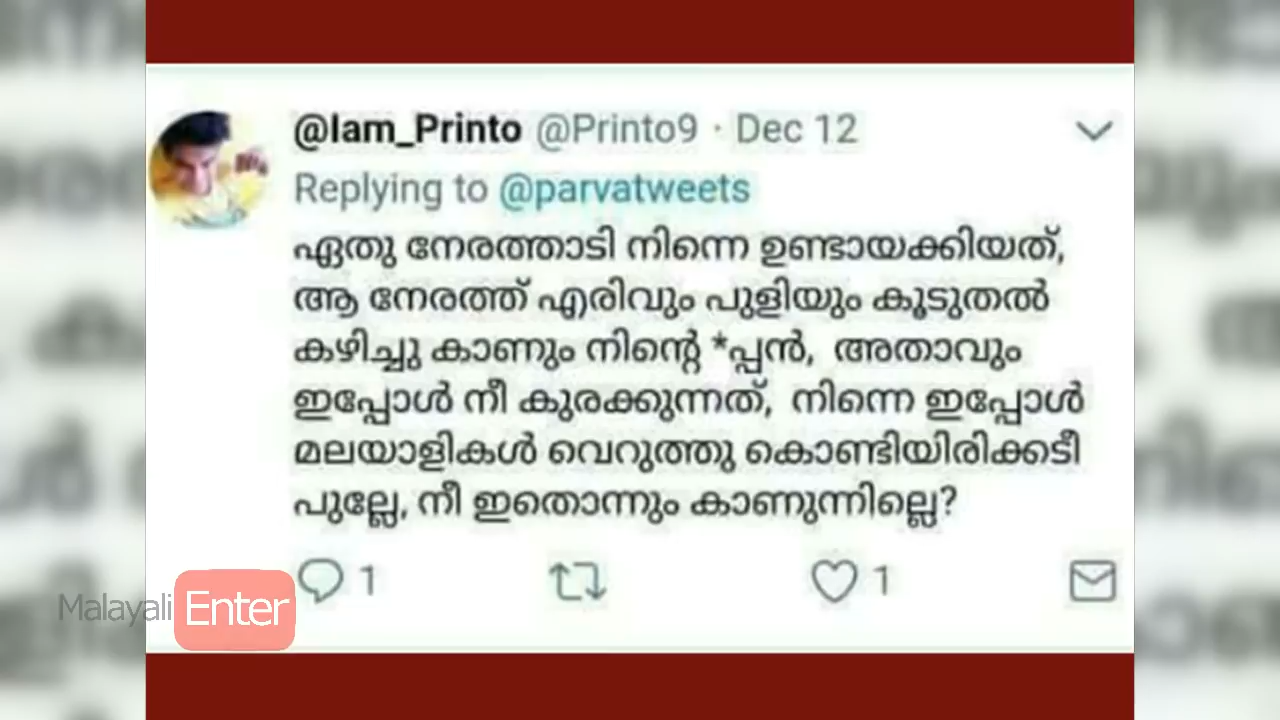 @Iam_Printo @Printo9 · Dec 12
Replying to @parvatweets
ഏതു നേരത്താടി നിന്നെ ഉണ്ടായക്കിയത്,
ആ നേരത്ത് എരിവും പുളിയും കൂടുതൽ
കഴിച്ചു കാണും നിന്റെ *പ്പൻ, അതാവും
ഇപ്പോൾ നീ കുരക്കുന്നത്, നിന്നെ ഇപ്പോൾ
മലയാളികൾ വെറുത്തു കൊണ്ടിയിരിക്കടീ
പുല്ലേ, നീ ഇതൊന്നും കാണുന്നില്ലെ?
1 1
Malayali Enter